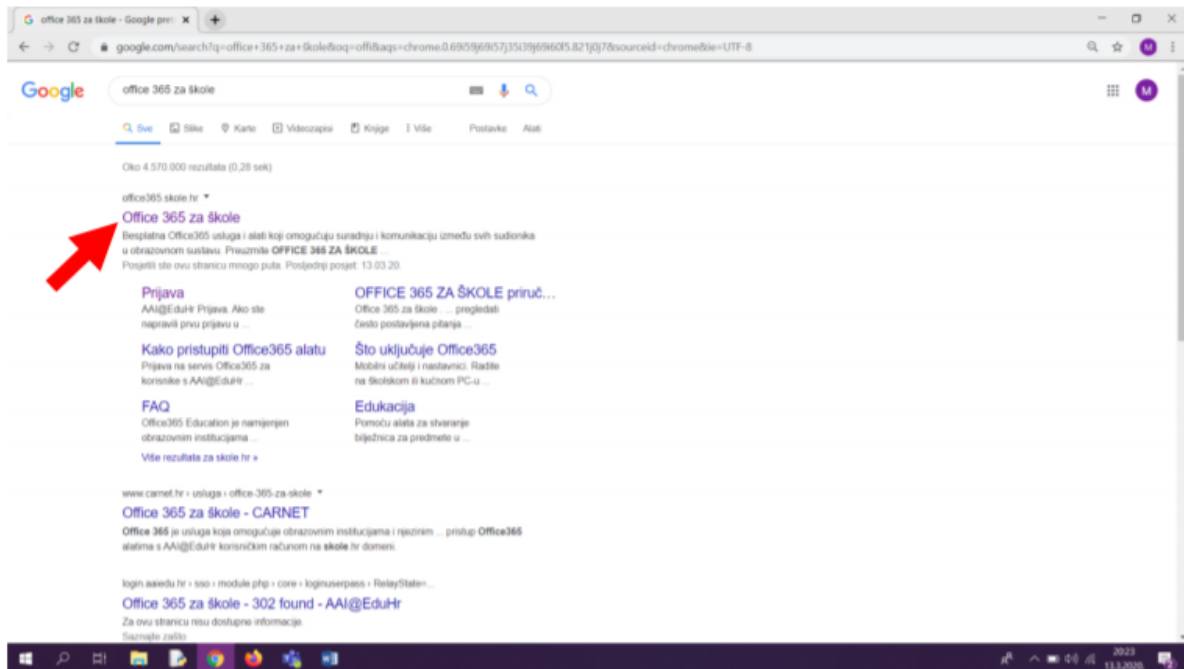 office 365 za škole - Google pret
google.com/search?q=office+365+za+škole&oq=offi&aqs=chrome.0.69i59j69i57j35i39j69i60l5.821j0j7&sourceid=chrome&ie=UTF-8
M
Google
office 365 za škole
M
Sve Slike Karte Videozapisi Knjige Više Postavke Alati
Oko 4.570.000 rezultata (0,28 sek)
office365.skole.hr
Office 365 za škole
Besplatna Office365 usluga i alati koji omogućuju suradnju i komunikaciju između svih sudionika
u obrazovnom sustavu. Preuzmite OFFICE 365 ZA ŠKOLE ...
Posjetili ste ovu stranicu mnogo puta. Posljednji posjet: 13.03.20.
Prijava
AAI@EduHr Prijava. Ako ste
napravili prvu prijavu u ...
OFFICE 365 ZA ŠKOLE priruč...
Office 365 za škole . ... pregledati
često postavljena pitanja ...
Kako pristupiti Office365 alatu
Prijava na servis Office365 za
korisnike s AAI@EduHr ...
Što uključuje Office365
Mobilni učitelji i nastavnici. Radite
na školskom ili kućnom PC-u ...
FAQ
Office365 Education je namijenjen
obrazovnim institucijama ...
Edukacija
Pomoću alata za stvaranje
bilježnica za predmete u ...
Više rezultata za skole.hr »
www.carnet.hr › usluga › office-365-za-skole
Office 365 za škole - CARNET
Office 365 je usluga koja omogućuje obrazovnim institucijama i njezinim ... pristup Office365
alatima s AAI@EduHr korisničkim računom na skole.hr domeni.
login.aaiedu.hr › sso › module.php › core › loginuserpass › RelayState=...
Office 365 za škole - 302 found - AAI@EduHr
Za ovu stranicu nisu dostupne informacije.
Saznajte zašto
20:23
13.3.2020.